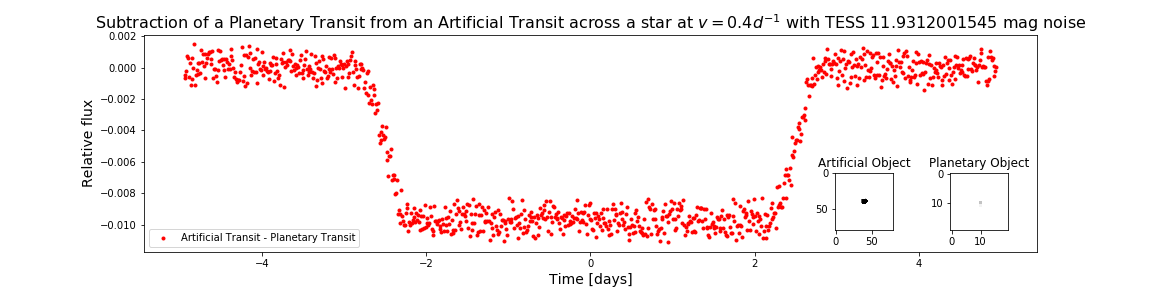 Subtraction of a Planetary Transit from an Artificial Transit across a star at v = 0.4d⁻¹ with TESS 11.9312001545 mag noise
0.002
0.000
−0.002
−0.004
−0.006
−0.008
−0.010
Relative flux
Artificial Transit - Planetary Transit
Artificial Object
0
50
0 50
Planetary Object
0
10
0 10
−4 −2 0 2 4
Time [days]